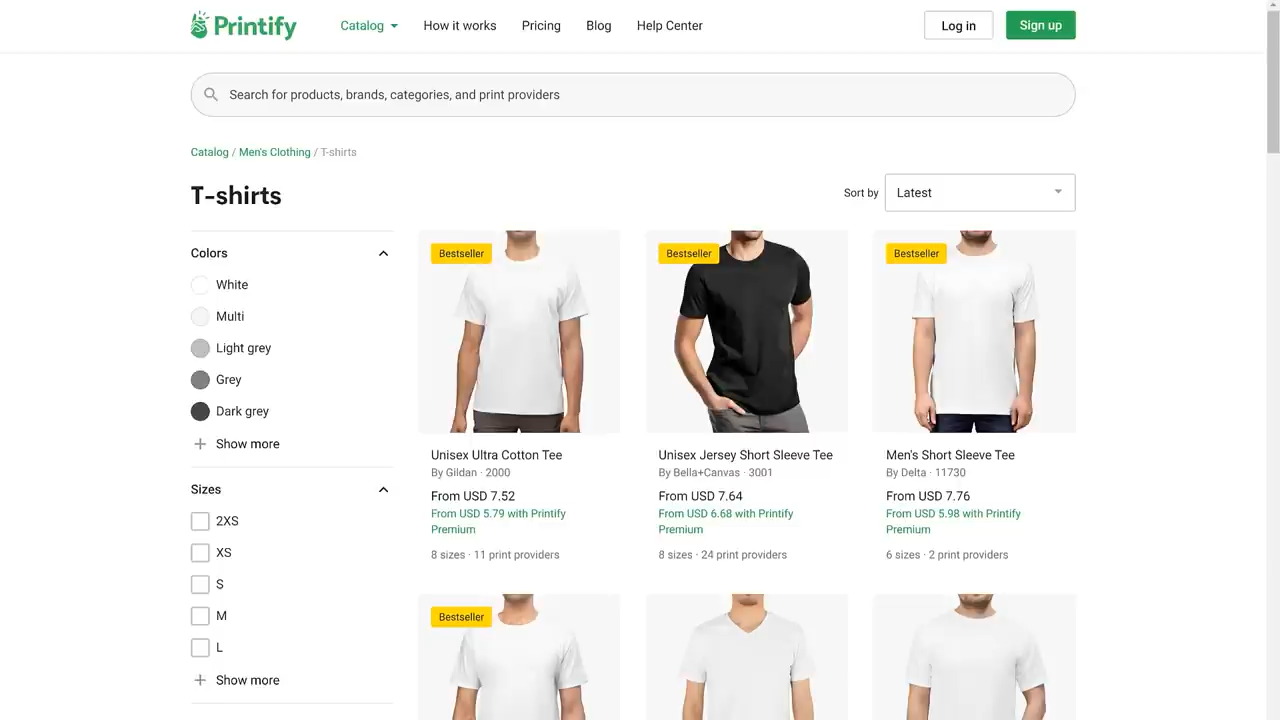 Printify
Catalog
How it works
Pricing
Blog
Help Center
Log in
Sign up
Search for products, brands, categories, and print providers
Catalog / Men's Clothing / T-shirts
T-shirts
Sort by
Latest
Colors
White
Multi
Light grey
Grey
Dark grey
Show more
Sizes
2XS
XS
S
M
L
Show more
Bestseller
Unisex Ultra Cotton Tee
By Gildan · 2000
From USD 7.52
From USD 5.79 with Printify
Premium
8 sizes · 11 print providers
Bestseller
Unisex Jersey Short Sleeve Tee
By Bella+Canvas · 3001
From USD 7.64
From USD 6.68 with Printify
Premium
8 sizes · 24 print providers
Bestseller
Men's Short Sleeve Tee
By Delta · 11730
From USD 7.76
From USD 5.98 with Printify
Premium
6 sizes · 2 print providers
Bestseller